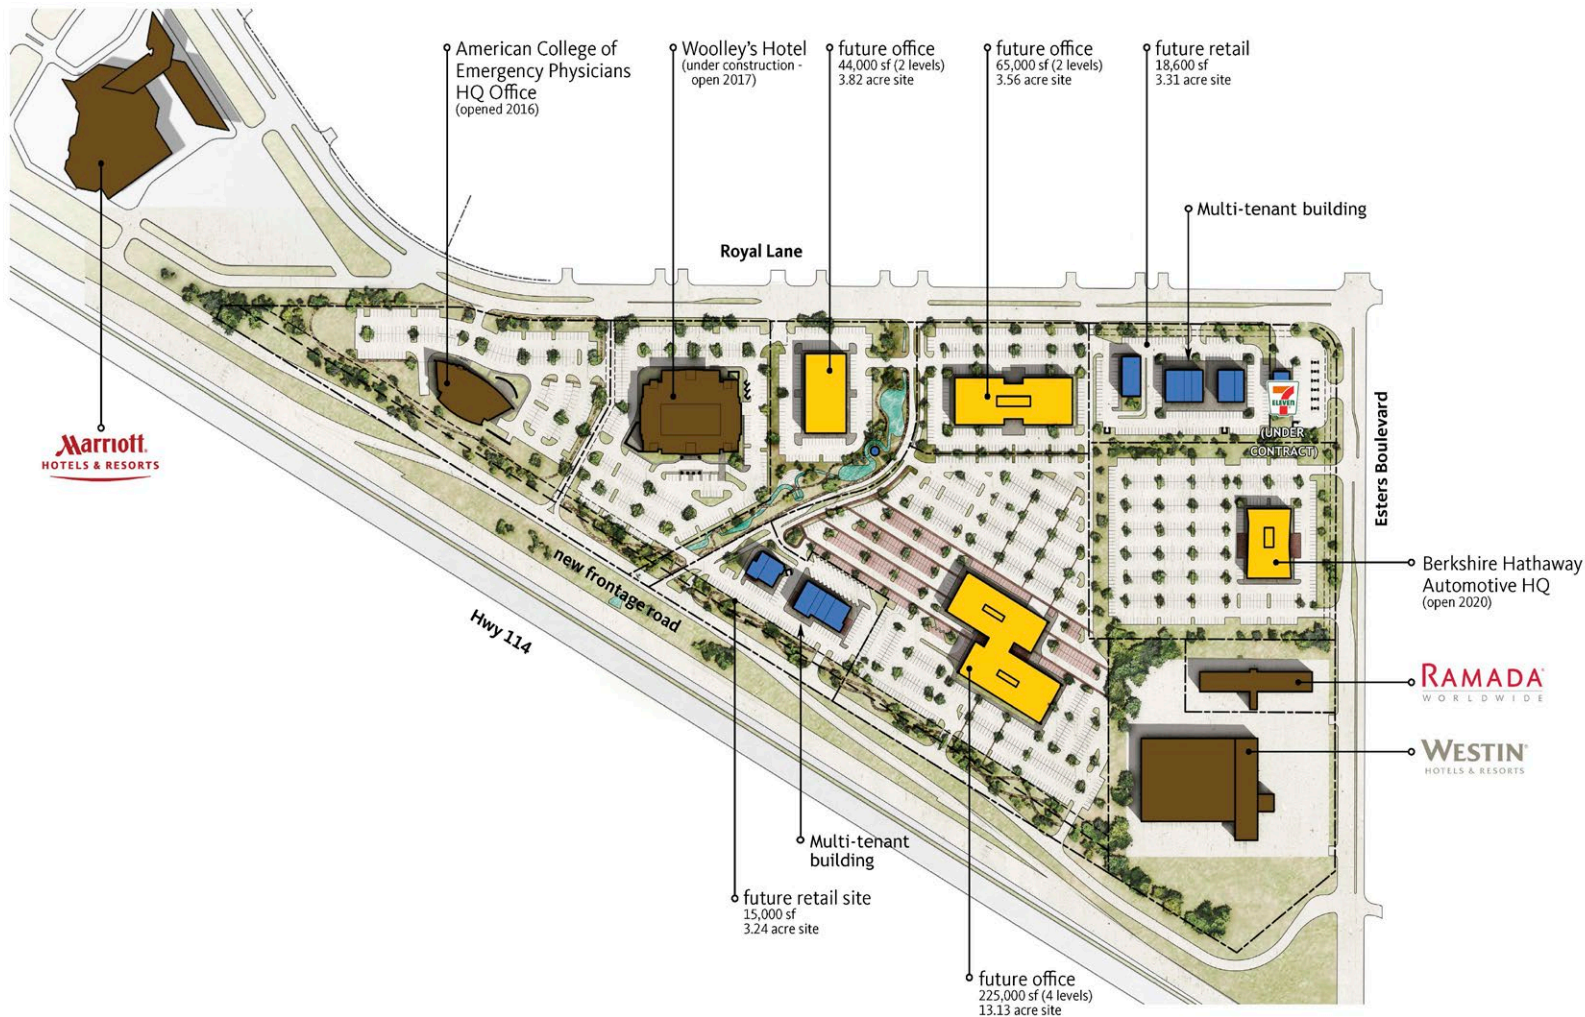 American College of
Emergency Physicians
HQ Office
(opened 2016)
Woolley's Hotel
(under construction -
open 2017)
future office
44,000 sf (2 levels)
3.82 acre site
future office
65,000 sf (2 levels)
3.56 acre site
future retail
18,600 sf
3.31 acre site
Multi-tenant building
Royal Lane
Marriott
HOTELS & RESORTS
7
ELEVEN
(UNDER
CONTRACT)
Esters Boulevard
new frontage road
Hwy 114
Berkshire Hathaway
Automotive HQ
(open 2020)
RAMADA
WORLDWIDE
WESTIN
HOTELS & RESORTS
Multi-tenant
building
future retail site
15,000 sf
3.24 acre site
future office
225,000 sf (4 levels)
13.13 acre site